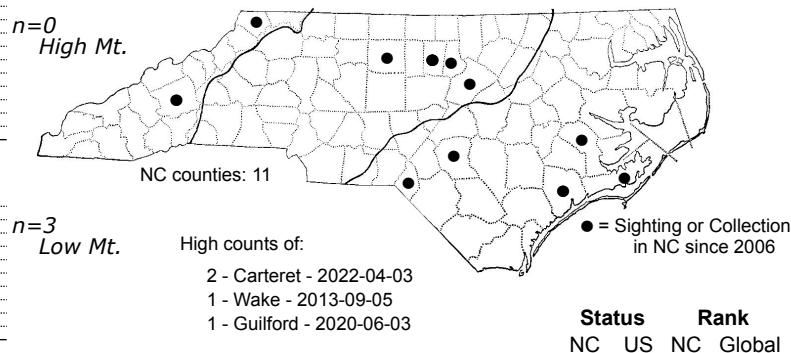 n=0
High Mt.
NC counties: 11
n=3
Low Mt.
High counts of:
2 - Carteret - 2022-04-03
1 - Wake - 2013-09-05
1 - Guilford - 2020-06-03
● = Sighting or Collection
in NC since 2006
Status Rank
NC US NC Global